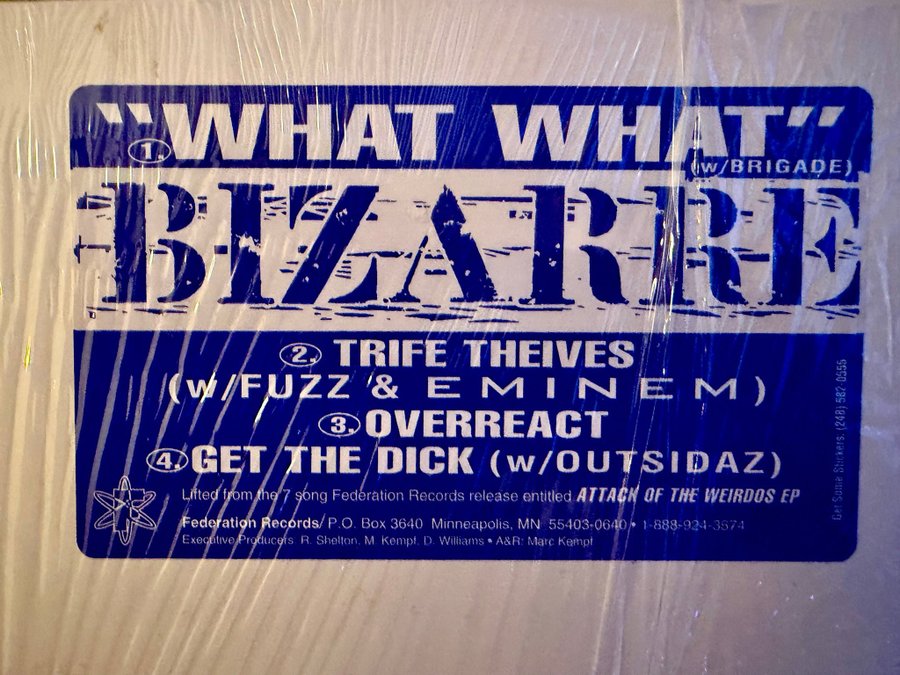 "WHAT WHAT"
1.
(w/BRIGADE)
BIZARRE
2. TRIFE THEIVES
(w/FUZZ & EMINEM)
3. OVERREACT
4. GET THE DICK (w/OUTSIDAZ)
Lifted from the 7 song Federation Records release entitled ATTACK OF THE WEIRDOS EP
Federation Records/ P.O. Box 3640 Minneapolis, MN 55403-0640 • 1-888-924-3574
Executive Producers R. Shelton, M. Kempf, D. Williams • A&R: Marc Kempf
Get Some Stickers, (248) 582-0555